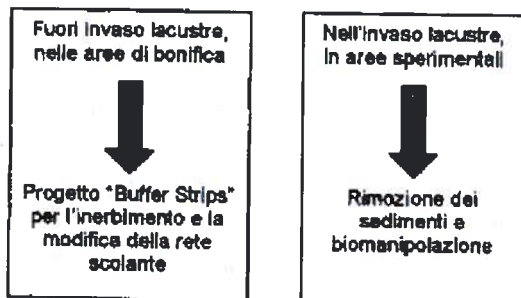 Fuori invaso lacustre,
nelle aree di bonifica
Progetto "Buffer Strips"
per l'inerbimento e la
modifica della rete
scolante
Nell'invaso lacustre,
in aree sperimentali
Rimozione dei
sedimenti e
biomanipolazione